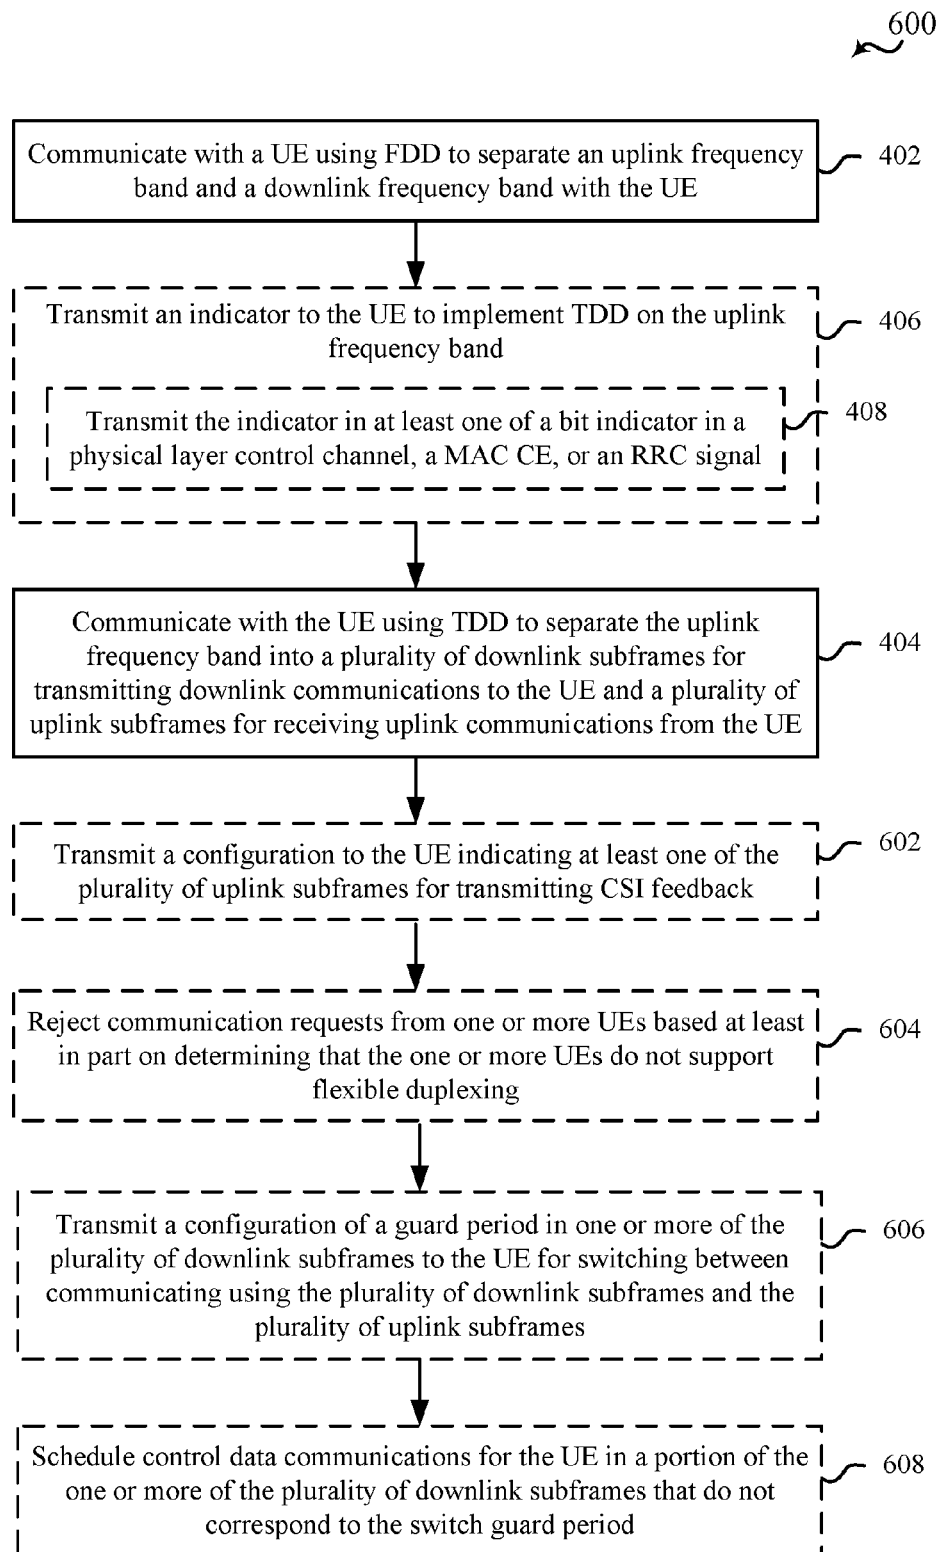 600
Communicate with a UE using FDD to separate an uplink frequency
band and a downlink frequency band with the UE
402
Transmit an indicator to the UE to implement TDD on the uplink
frequency band
406
Transmit the indicator in at least one of a bit indicator in a
physical layer control channel, a MAC CE, or an RRC signal
408
Communicate with the UE using TDD to separate the uplink
frequency band into a plurality of downlink subframes for
transmitting downlink communications to the UE and a plurality of
uplink subframes for receiving uplink communications from the UE
404
Transmit a configuration to the UE indicating at least one of the
plurality of uplink subframes for transmitting CSI feedback
602
Reject communication requests from one or more UEs based at least
in part on determining that the one or more UEs do not support
flexible duplexing
604
Transmit a configuration of a guard period in one or more of the
plurality of downlink subframes to the UE for switching between
communicating using the plurality of downlink subframes and the
plurality of uplink subframes
606
Schedule control data communications for the UE in a portion of the
one or more of the plurality of downlink subframes that do not
correspond to the switch guard period
608